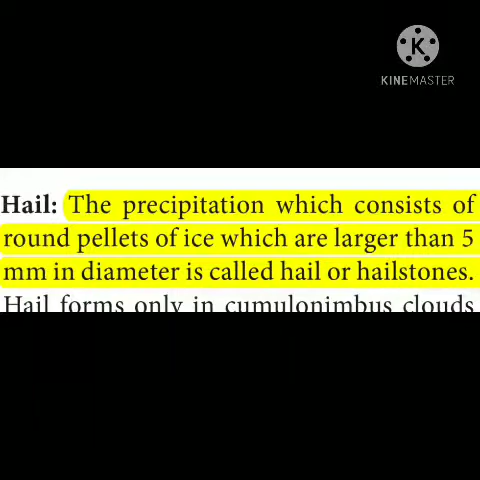 K
KINEMASTER
Hail: The precipitation which consists of
round pellets of ice which are larger than 5
mm in diameter is called hail or hailstones.
Hail forms only in cumulonimbus clouds